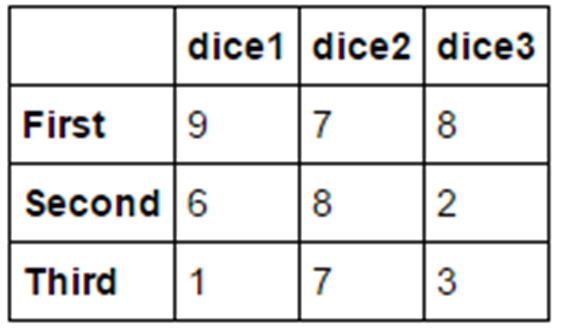 dice1 dice2 dice3
First 9 7 8
Second 6 8 2
Third 1 7 3